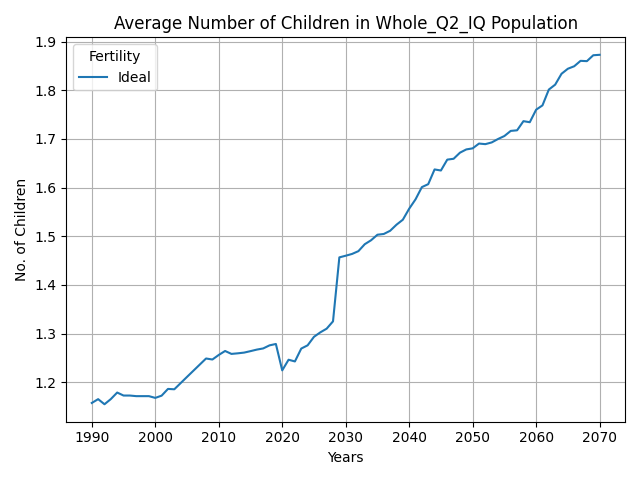 Average Number of Children in Whole_Q2_IQ Population
Fertility
Ideal
No. of Children
1.9
1.8
1.7
1.6
1.5
1.4
1.3
1.2
1990 2000 2010 2020 2030 2040 2050 2060 2070
Years